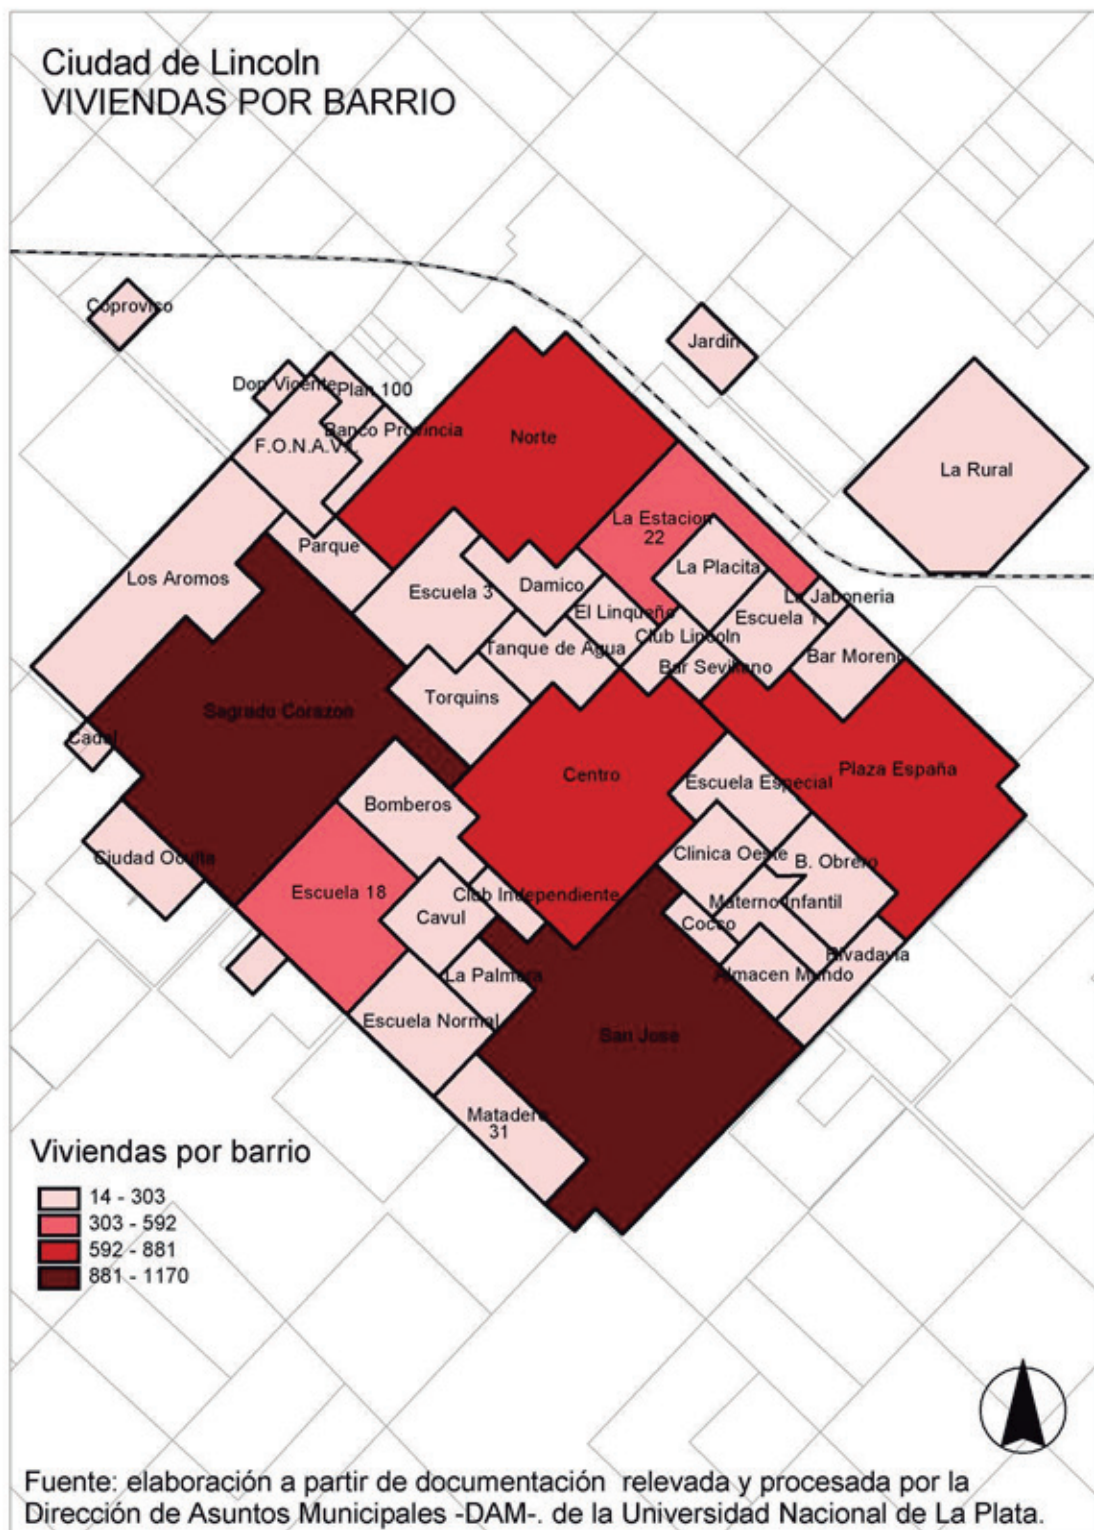 Ciudad de Lincoln
VIVIENDAS POR BARRIO
Coproviso
Jardin
Don Vicente
Plan 100
Banco Provincia
F.O.N.A.V.I.
Norte
La Rural
La Estacion
22
Parque
La Placita
Los Aromos
Escuela 3
Damico
La Jaboneria
El Linqueño
Escuela 1
Club Lincoln
Tanque de Agua
Bar Moreno
Bar Sevillano
Torquins
Sagrado Corazon
Cadal
Centro
Plaza España
Escuela Especial
Bomberos
Clinica Oeste
B. Obrero
Ciudad Oculta
Escuela 18
Club Independiente
Materno Infantil
Cavul
Cocco
Rivadavia
La Palmera
Almacen Mundo
Escuela Normal
San Jose
Matadero
31
Viviendas por barrio
14 - 303
303 - 592
592 - 881
881 - 1170
Fuente: elaboración a partir de documentación relevada y procesada por la
Dirección de Asuntos Municipales -DAM-. de la Universidad Nacional de La Plata.